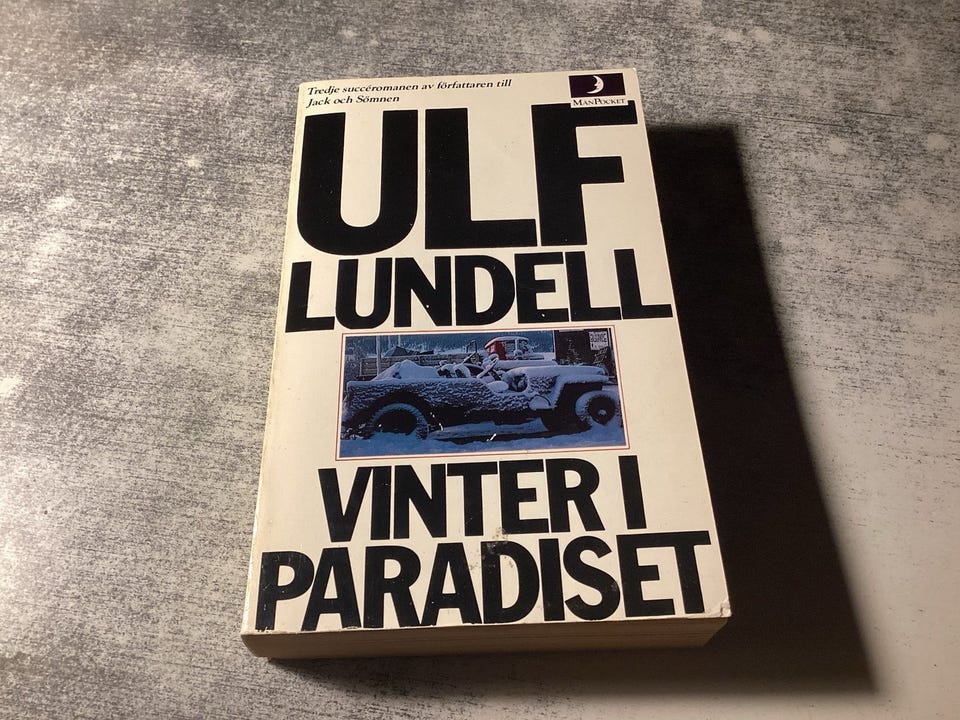 Tredje succéromanen av författaren till
Jack och Sömnen
MånPocket
ULF
LUNDELL
VINTER I
PARADISET